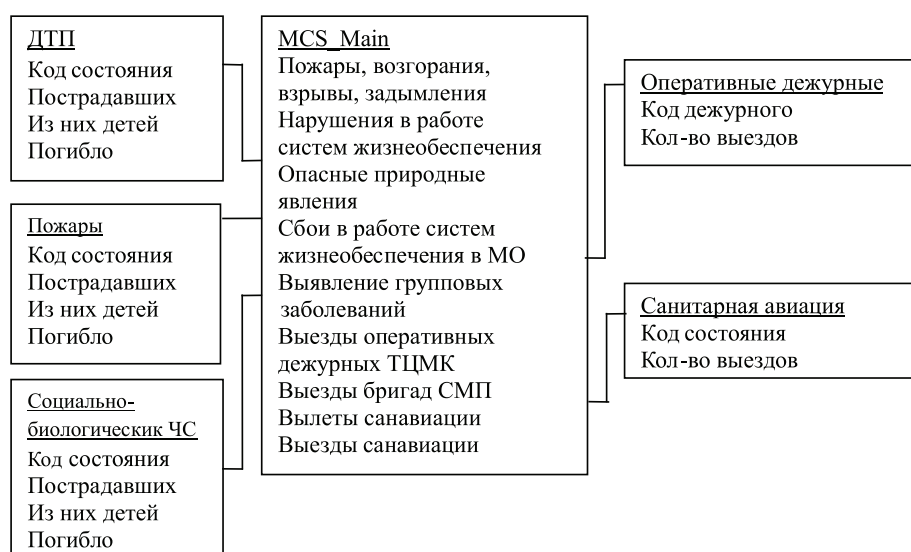 ДТП
Код состояния
Пострадавших
Из них детей
Погибло
Пожары
Код состояния
Пострадавших
Из них детей
Погибло
Социально-
биологическик ЧС
Код состояния
Пострадавших
Из них детей
Погибло
MCS_Main
Пожары, возгорания,
взрывы, задымления
Нарушения в работе
систем жизнеобеспечения
Опасные природные
явления
Сбои в работе систем
жизнеобеспечения в МО
Выявление групповых
заболеваний
Выезды оперативных
дежурных ТЦМК
Выезды бригад СМП
Вылеты санавиации
Выезды санавиации
Оперативные дежурные
Код дежурного
Кол-во выездов
Санитарная авиация
Код состояния
Кол-во выездов